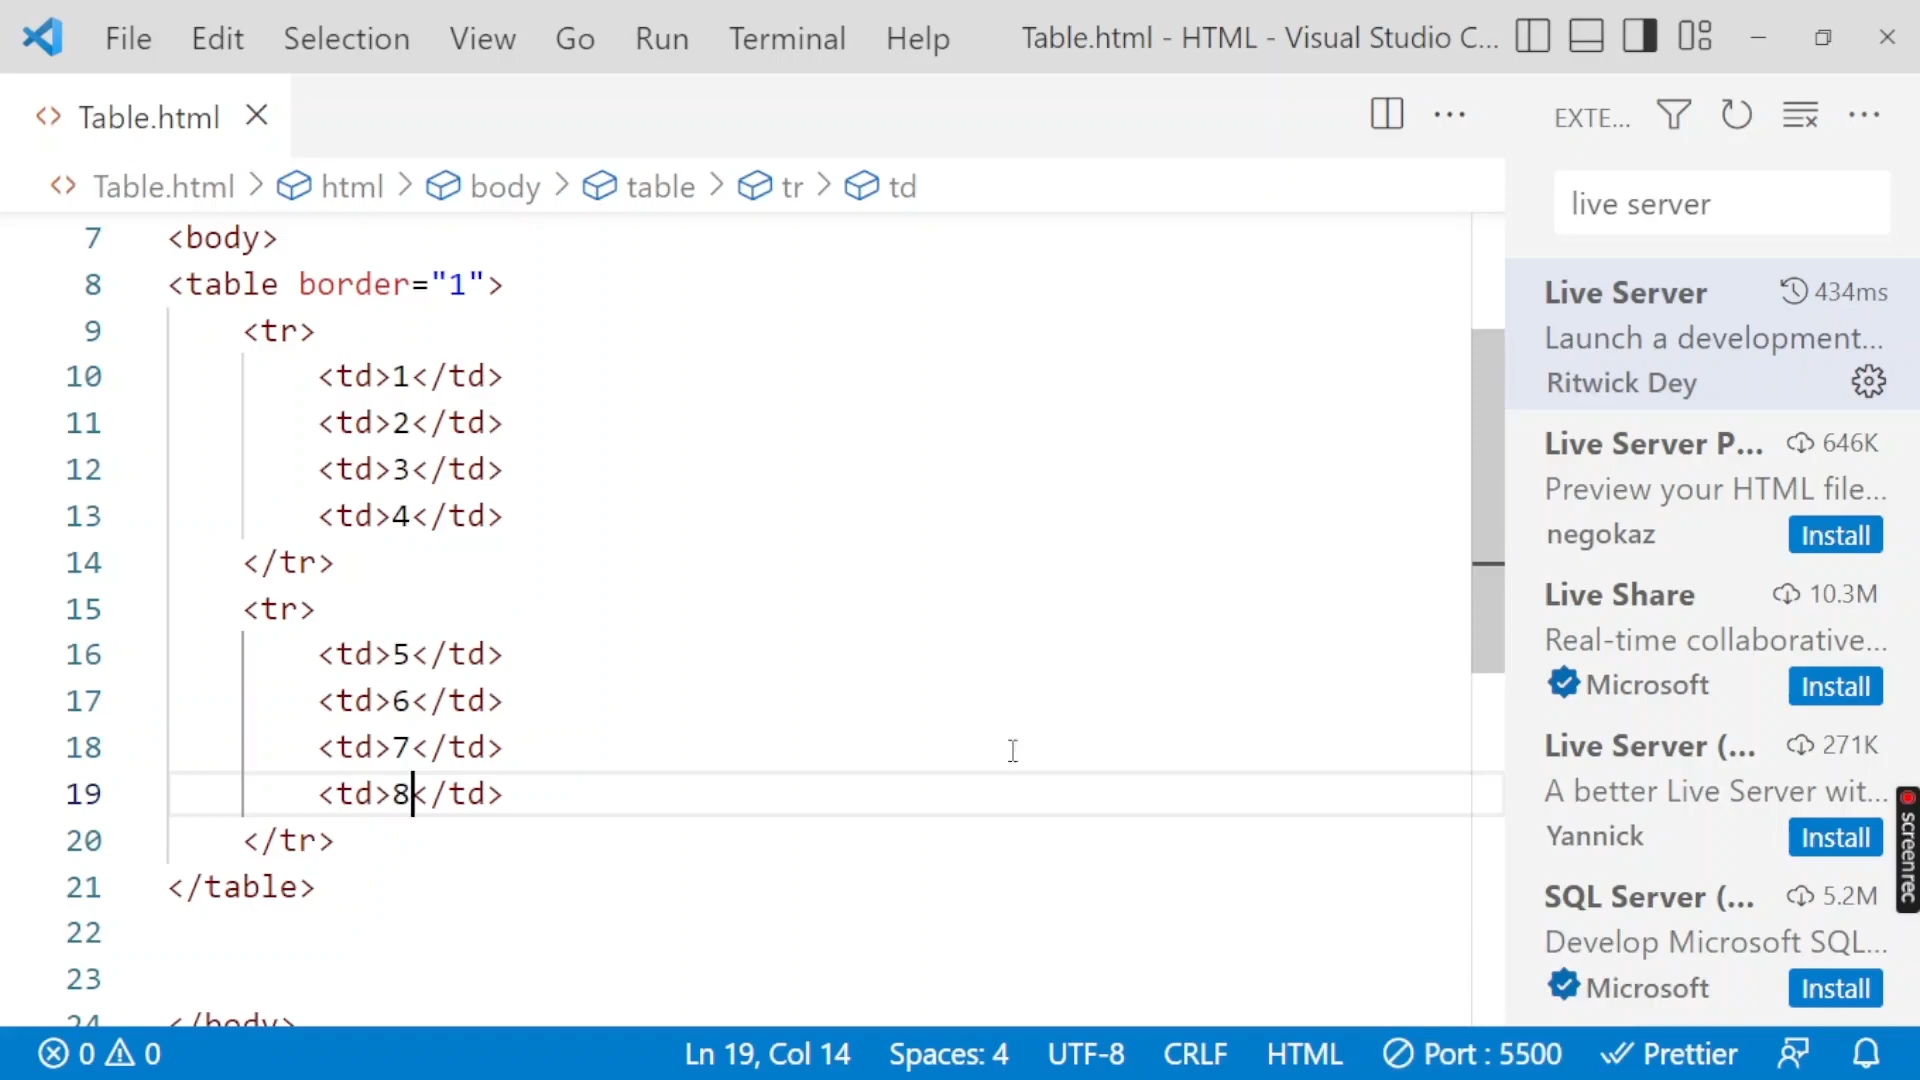 File Edit Selection View Go Run Terminal Help Table.html - HTML - Visual Studio C...
Table.html
EXTE...
Table.html > html > body > table > tr > td
live server
7 <body>
8 <table border="1">
9 <tr>
10 <td>1</td>
11 <td>2</td>
12 <td>3</td>
13 <td>4</td>
14 </tr>
15 <tr>
16 <td>5</td>
17 <td>6</td>
18 <td>7</td>
19 <td>8</td>
20 </tr>
21 </table>
22
23
24 </body>
Live Server 434ms
Launch a development...
Ritwick Dey
Live Server P... 646K
Preview your HTML file...
negokaz Install
Live Share 10.3M
Real-time collaborative...
Microsoft Install
Live Server (... 271K
A better Live Server wit...
Yannick Install
SQL Server (... 5.2M
Develop Microsoft SQL...
Microsoft Install
screenrec
0 0 Ln 19, Col 14 Spaces: 4 UTF-8 CRLF HTML Port : 5500 Prettier